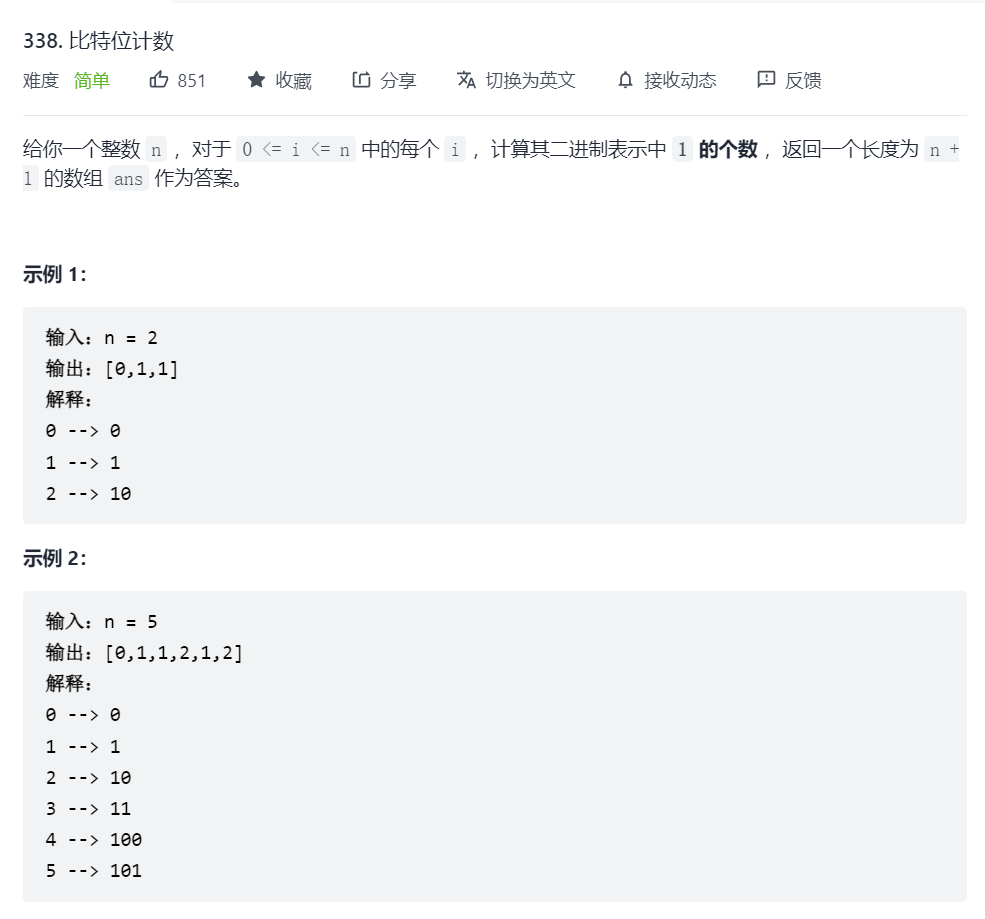 338. 比特位计数
难度 简单 851 收藏 分享 切换为英文 接收动态 反馈
给你一个整数 n ，对于 0 <= i <= n 中的每个 i ，计算其二进制表示中 1 的个数 ，返回一个长度为 n +
1 的数组 ans 作为答案。
示例 1：
输入：n = 2
输出：[0,1,1]
解释：
0 --> 0
1 --> 1
2 --> 10
示例 2：
输入：n = 5
输出：[0,1,1,2,1,2]
解释：
0 --> 0
1 --> 1
2 --> 10
3 --> 11
4 --> 100
5 --> 101